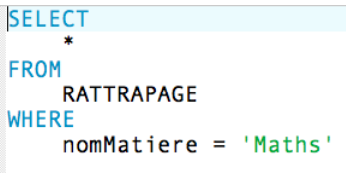 SELECT
*
FROM
RATTRAPAGE
WHERE
nomMatiere = 'Maths'